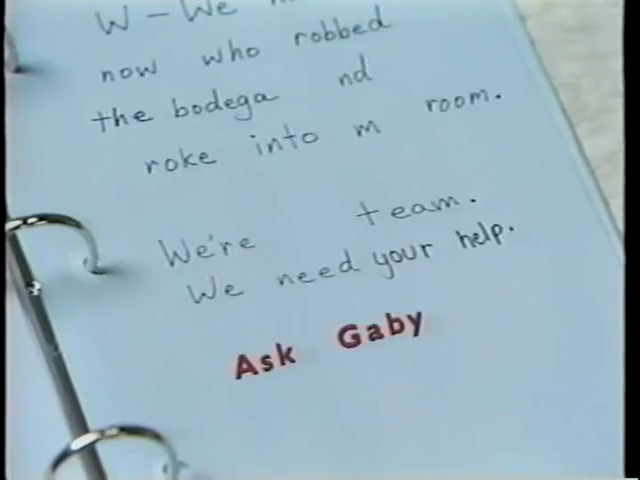 W - We
now who robbed
the bodega nd
roke into m room.
We're team.
We need your help.
Ask Gaby